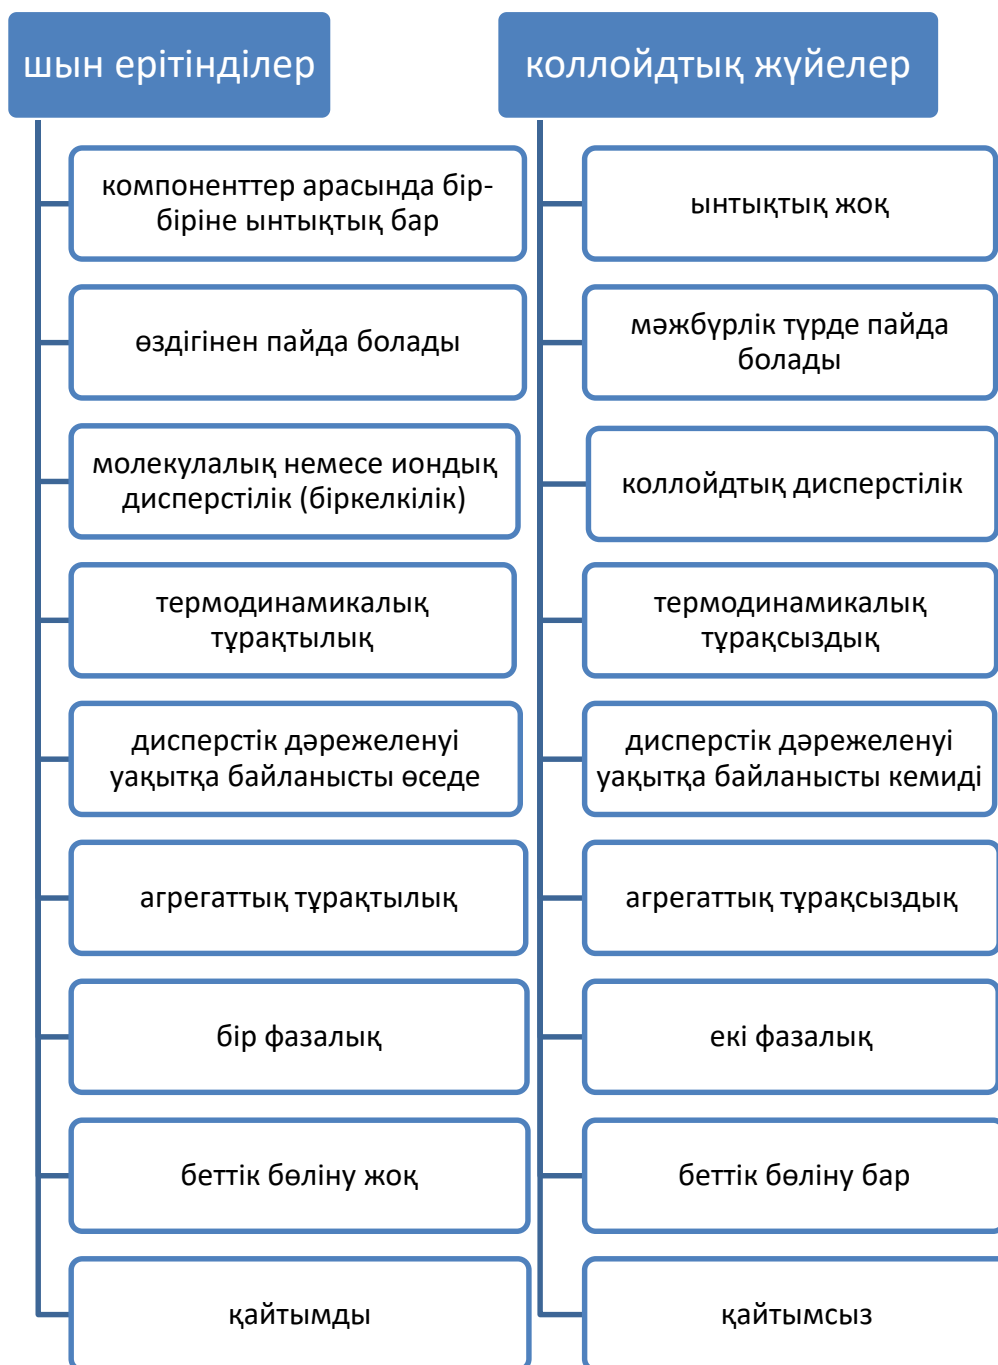 шын ерітінділер
компоненттер арасында бір-
біріне ынтықтық бар
өздігінен пайда болады
молекулалық немесе иондық
дисперстілік (біркелкілік)
термодинамикалық
тұрақтылық
дисперстік дәрежеленуі
уақытқа байланысты өседе
агрегаттық тұрақтылық
бір фазалық
беттік бөліну жоқ
қайтымды
коллойдтық жүйелер
ынтықтық жоқ
мәжбүрлік түрде пайда
болады
коллойдтық дисперстілік
термодинамикалық
тұрақсыздық
дисперстік дәрежеленуі
уақытқа байланысты кемиді
агрегаттық тұрақсыздық
екі фазалық
беттік бөліну бар
қайтымсыз